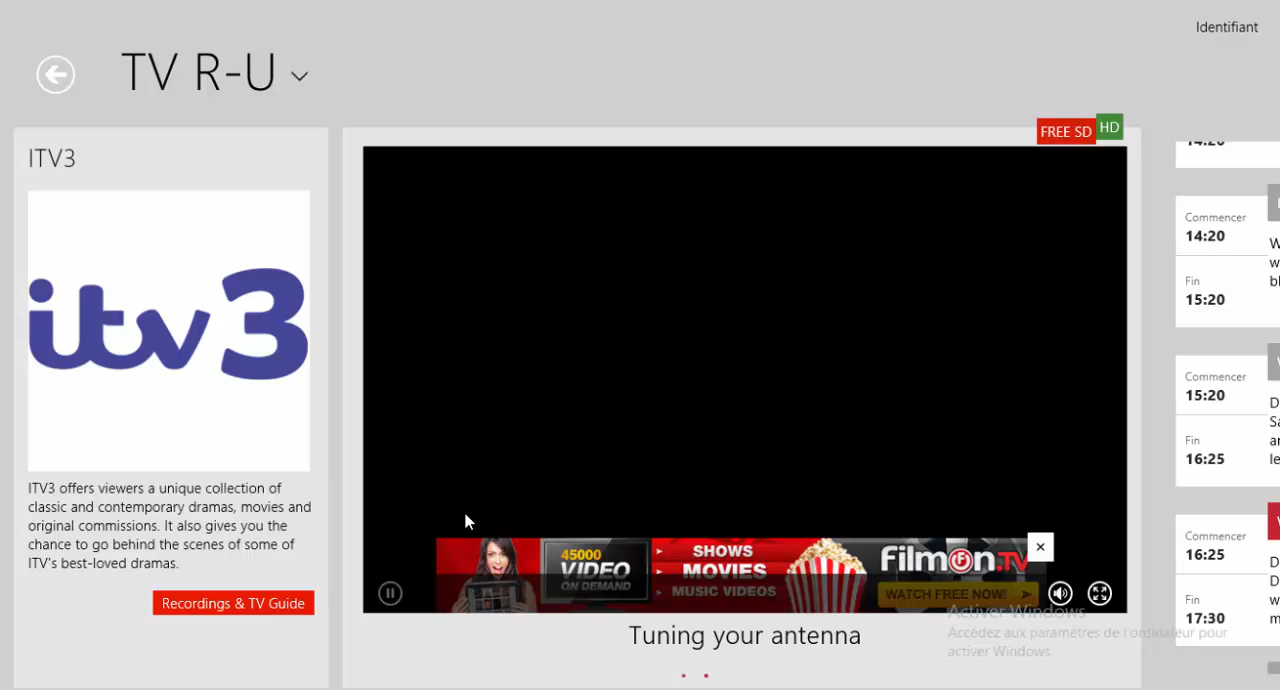 Identifiant
TV R-U
ITV3
itv3
ITV3 offers viewers a unique collection of
classic and contemporary dramas, movies and
original commissions. It also gives you the
chance to go behind the scenes of some of
ITV's best-loved dramas.
Recordings & TV Guide
FREE SD
HD
45000
VIDEO
ON DEMAND
SHOWS
MOVIES
MUSIC VIDEOS
FilmOn.TV
WATCH FREE NOW!
Tuning your antenna
14:20
Commencer
14:20
Fin
15:20
Commencer
15:20
Fin
16:25
Commencer
16:25
Fin
17:30
Activer Windows
Accédez aux paramètres de l'ordinateur pour
activer Windows.